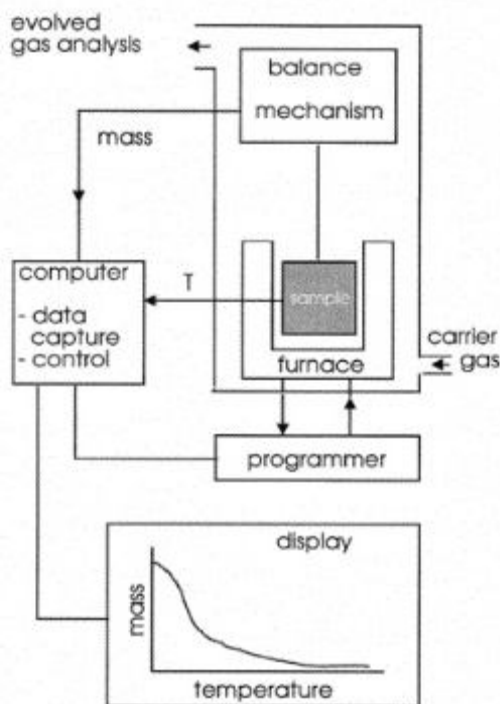 evolved
gas analysis
balance
mechanism
mass
computer
- data
capture
- control
T
sample
furnace
carrier
gas
programmer
display
mass
temperature